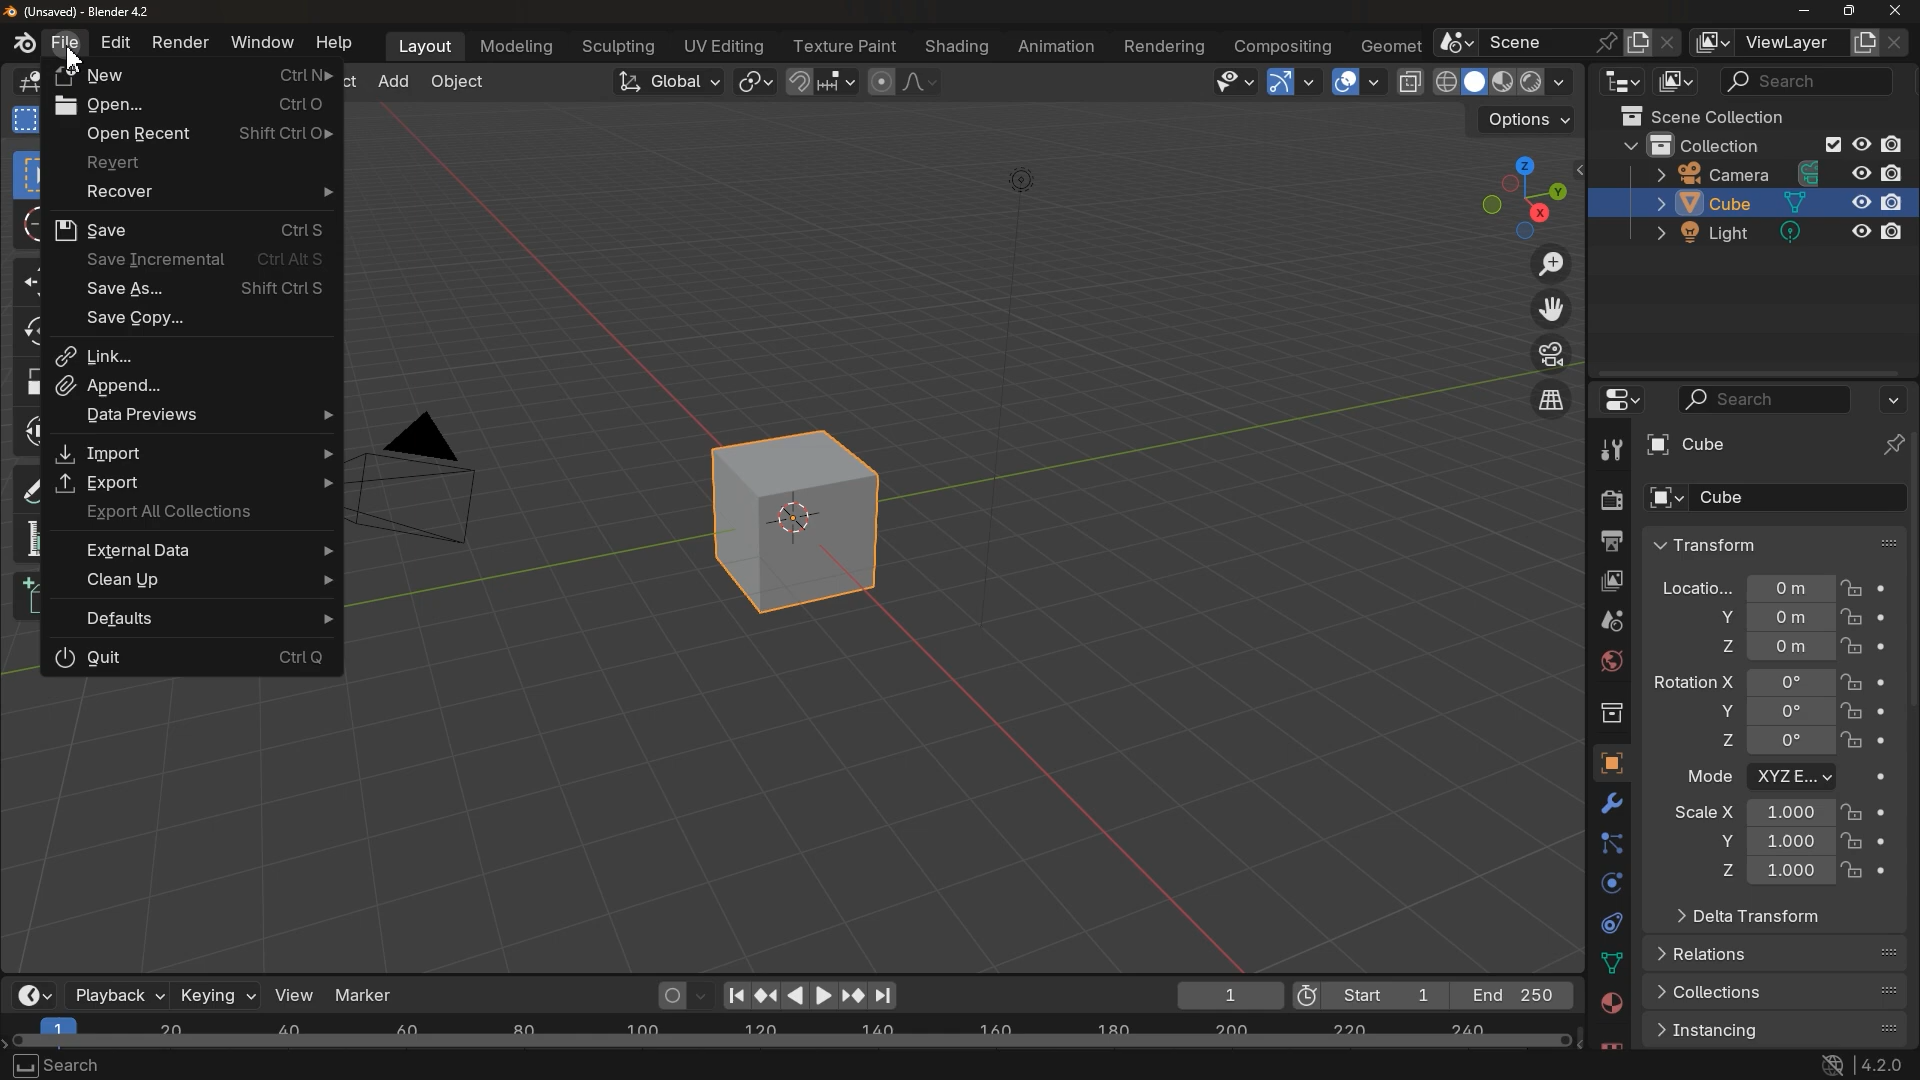 (Unsaved) - Blender 4.2
File Edit Render Window Help Layout Modeling Sculpting UV Editing Texture Paint Shading Animation Rendering Compositing Geomet Scene ViewLayer
ct Add Object Global Search
Options
New Ctrl N
Open... Ctrl O
Open Recent Shift Ctrl O
Revert
Recover
Save Ctrl S
Save Incremental Ctrl Alt S
Save As... Shift Ctrl S
Save Copy...
Link...
Append...
Data Previews
Import
Export
Export All Collections
External Data
Clean Up
Defaults
Quit Ctrl Q
Z
Y
X
Scene Collection
Collection
Camera
Cube
Light
Search
Cube
Cube
Transform
Locatio... 0 m
Y 0 m
Z 0 m
Rotation X 0°
Y 0°
Z 0°
Mode XYZ E...
Scale X 1.000
Y 1.000
Z 1.000
Delta Transform
Relations
Collections
Instancing
Playback Keying View Marker 1 Start 1 End 250
1 20 40 60 80 100 120 140 160 180 200 220 240
Search 4.2.0